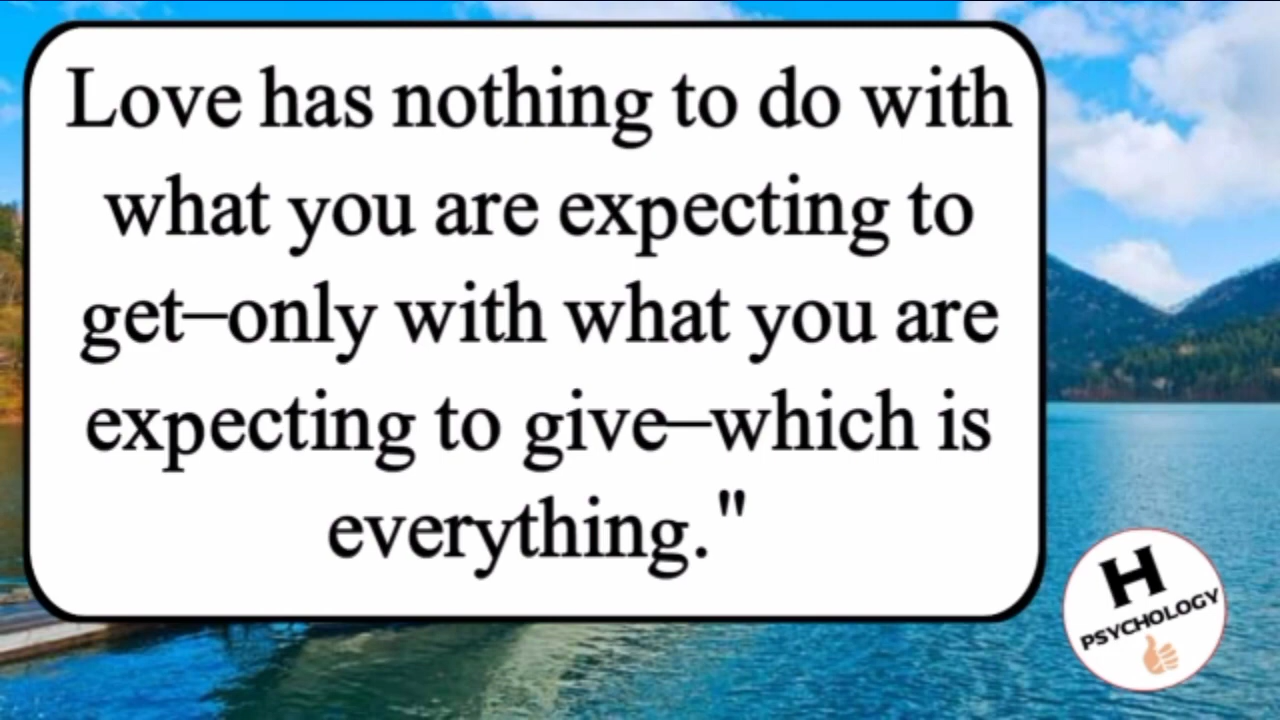 Love has nothing to do with
what you are expecting to
get–only with what you are
expecting to give–which is
everything."
H
PSYCHOLOGY